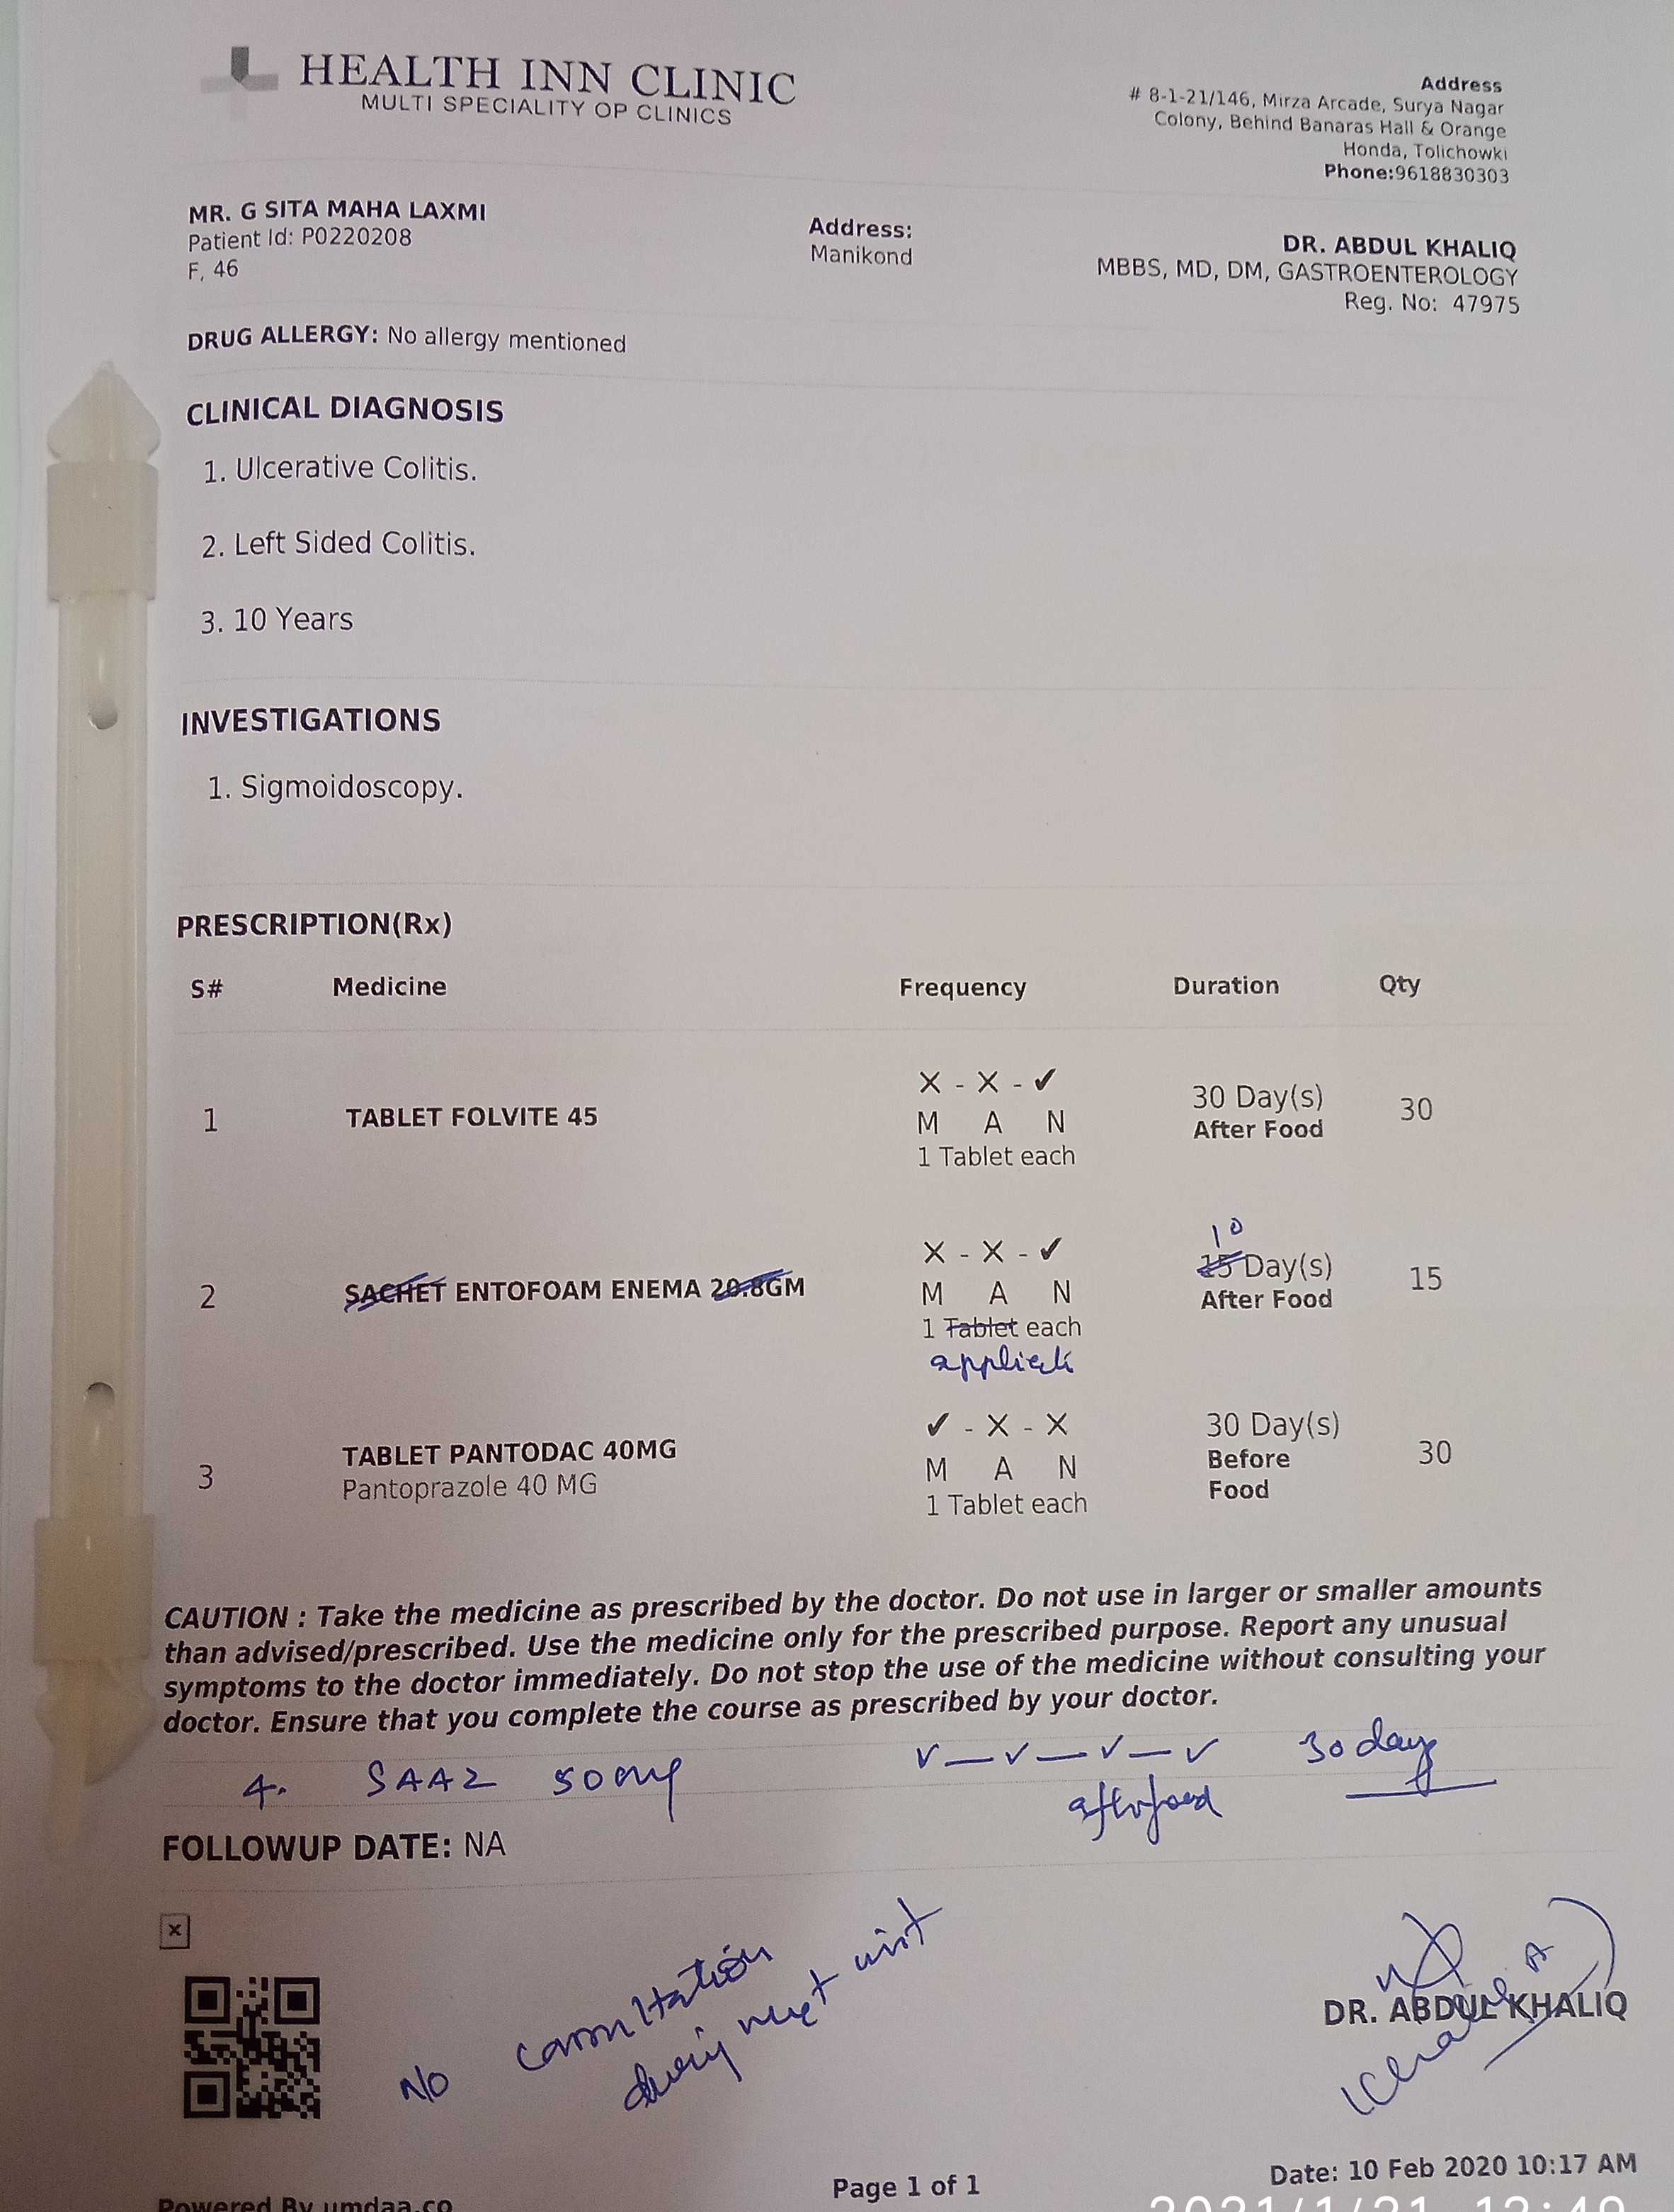 HEALTH INN CLINIC
MULTI SPECIALITY OP CLINICS
Address
# 8-1-21/146, Mirza Arcade, Surya Nagar
Colony, Behind Banaras Hall & Orange
Honda, Tolichowki
Phone:9618830303
MR. G SITA MAHA LAXMI
Patient Id: P0220208
F, 46
Address:
Manikond
DR. ABDUL KHALIQ
MBBS, MD, DM, GASTROENTEROLOGY
Reg. No: 47975
DRUG ALLERGY: No allergy mentioned
CLINICAL DIAGNOSIS
1. Ulcerative Colitis.
2. Left Sided Colitis.
3. 10 Years
INVESTIGATIONS
1. Sigmoidoscopy.
PRESCRIPTION(Rx)
S# Medicine Frequency Duration Qty
X - X - ✓
1 TABLET FOLVITE 45 M A N 30 Day(s) 30
1 Tablet each After Food
10
X - X - ✓
2 SACHET ENTOFOAM ENEMA 20.8GM M A N 15 Day(s) 15
1 Tablet each After Food
✓ - X - X
3 TABLET PANTODAC 40MG M A N 30 Day(s) 30
Pantoprazole 40 MG 1 Tablet each Before Food
CAUTION : Take the medicine as prescribed by the doctor. Do not use in larger or smaller amounts
than advised/prescribed. Use the medicine only for the prescribed purpose. Report any unusual
symptoms to the doctor immediately. Do not stop the use of the medicine without consulting your
doctor. Ensure that you complete the course as prescribed by your doctor.
4. SAAZ 50mg ✓ — ✓ — ✓ — ✓ 30 days
after food
FOLLOWUP DATE: NA
No consultation
during next visit
DR. ABDUL KHALIQ
Page 1 of 1
Date: 10 Feb 2020 10:17 AM
Powered By umdaa.co
2021/1/21 12:49